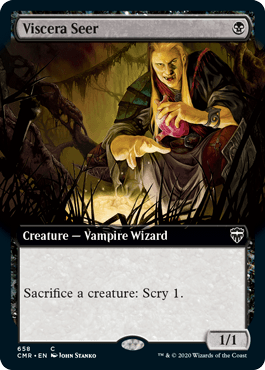 Viscera Seer
Creature — Vampire Wizard
Sacrifice a creature: Scry 1.
1/1
658 C
CMR • EN John Stanko
™ & © 2020 Wizards of the Coast